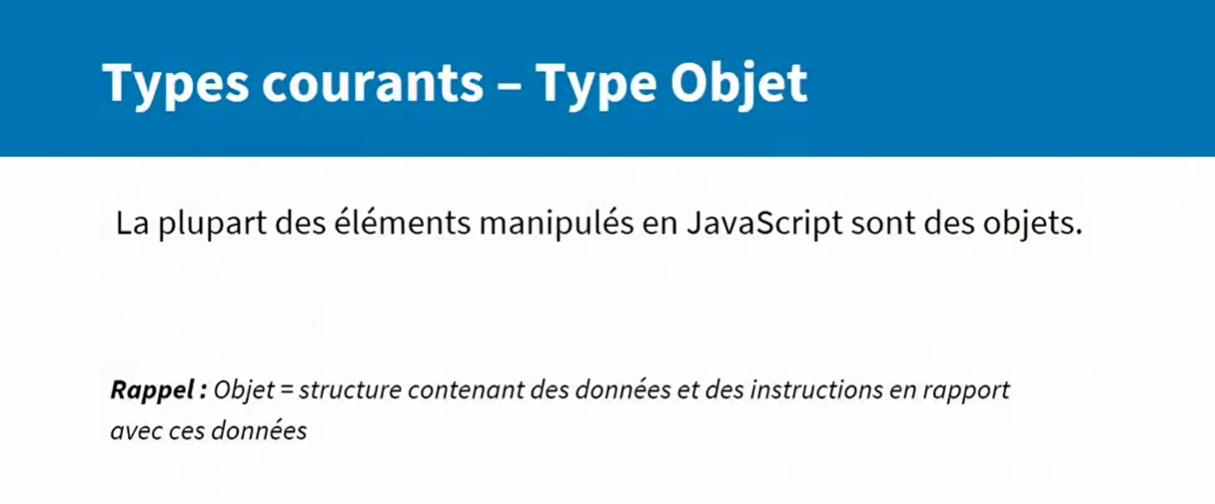 Types courants – Type Objet
La plupart des éléments manipulés en JavaScript sont des objets.
Rappel : Objet = structure contenant des données et des instructions en rapport
avec ces données